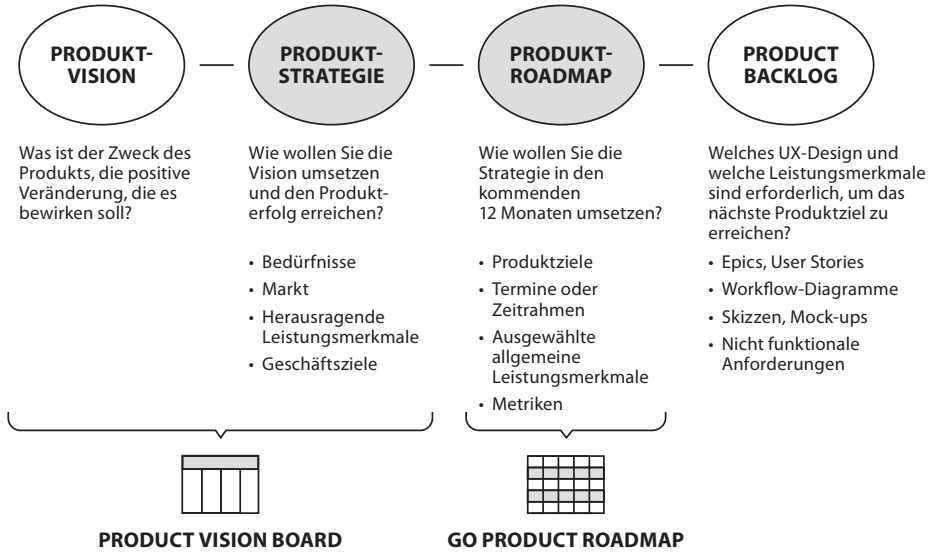 PRODUKT-
VISION
PRODUKT-
STRATEGIE
PRODUKT-
ROADMAP
PRODUCT
BACKLOG
Was ist der Zweck des
Produkts, die positive
Veränderung, die es
bewirken soll?
Wie wollen Sie die
Vision umsetzen
und den Produkt-
erfolg erreichen?
• Bedürfnisse
• Markt
• Herausragende
Leistungsmerkmale
• Geschäftsziele
Wie wollen Sie die
Strategie in den
kommenden
12 Monaten umsetzen?
• Produktziele
• Termine oder
Zeitrahmen
• Ausgewählte
allgemeine
Leistungsmerkmale
• Metriken
Welches UX-Design und
welche Leistungsmerkmale
sind erforderlich, um das
nächste Produktziel zu
erreichen?
• Epics, User Stories
• Workflow-Diagramme
• Skizzen, Mock-ups
• Nicht funktionale
Anforderungen
PRODUCT VISION BOARD
GO PRODUCT ROADMAP